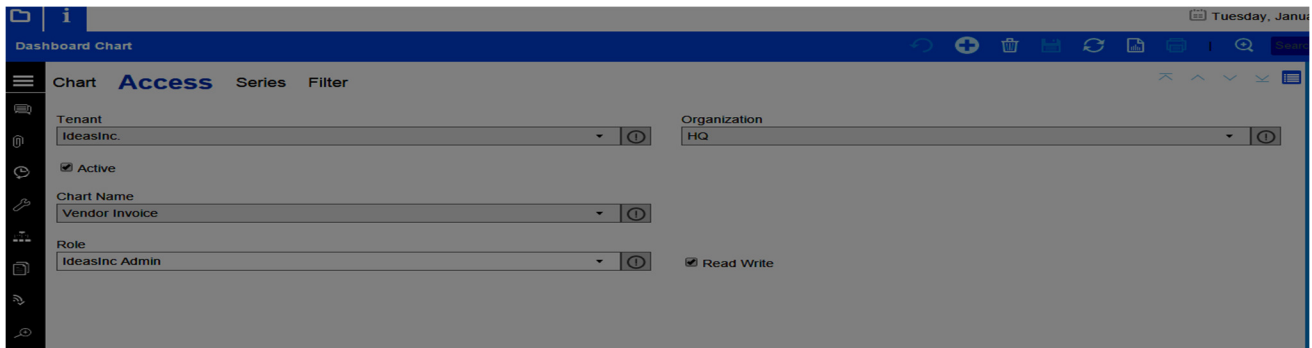 Tuesday, Janua
Dashboard Chart
Searc
Chart Access Series Filter
Tenant
IdeasInc.
Organization
HQ
Active
Chart Name
Vendor Invoice
Role
IdeasInc Admin
Read Write